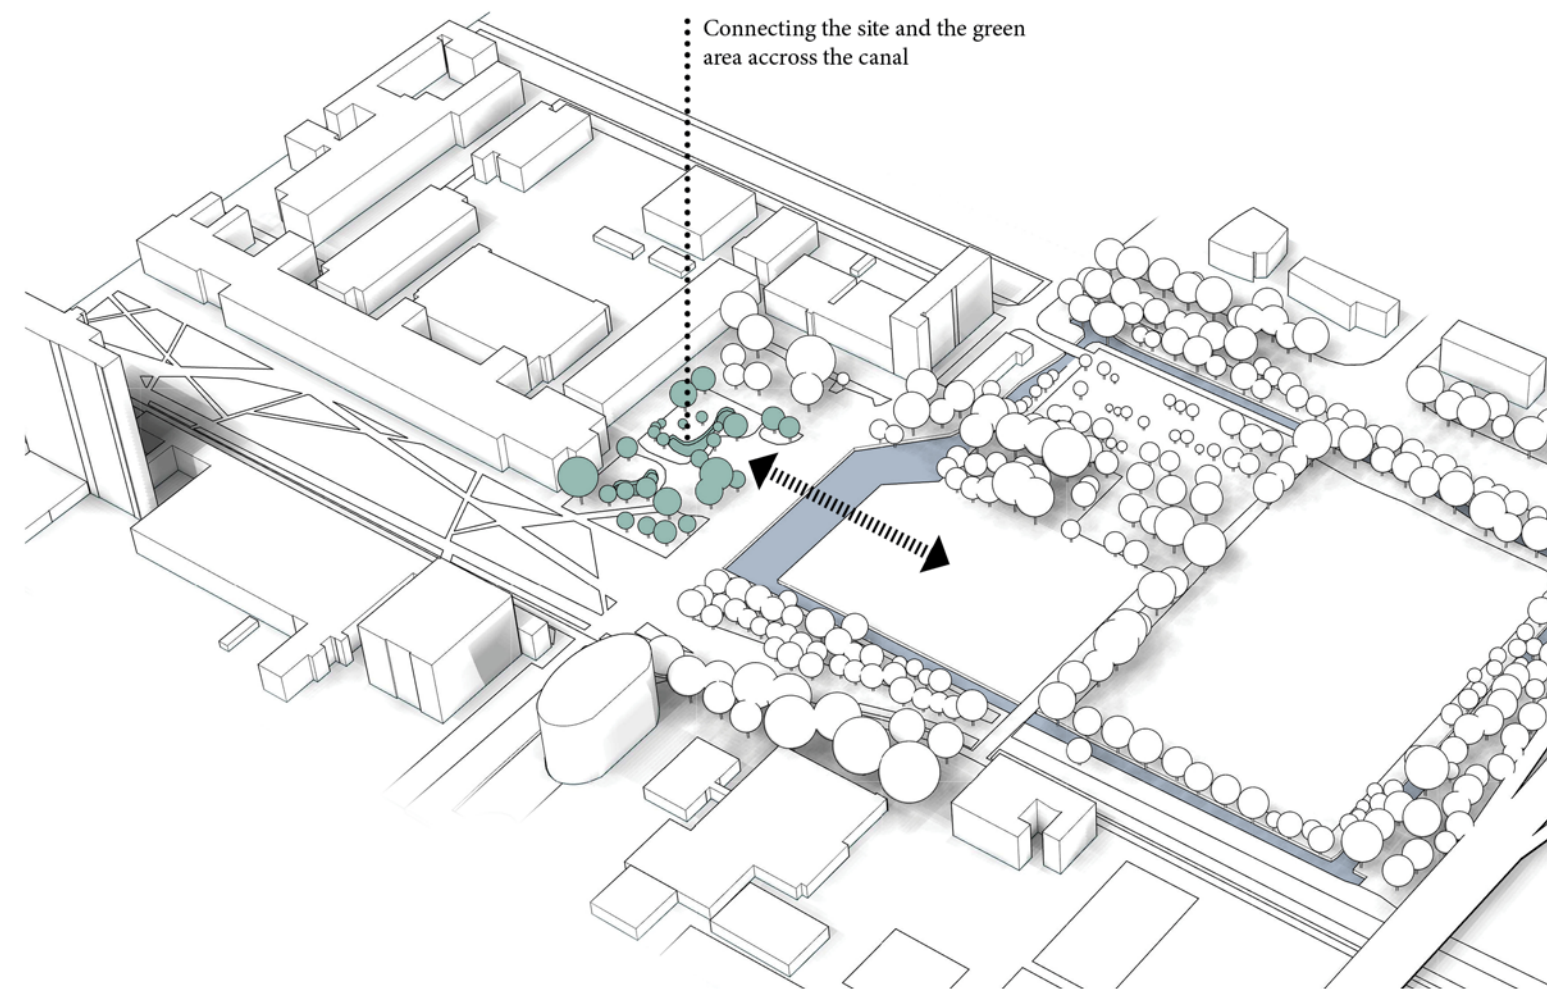 Connecting the site and the green
area accross the canal